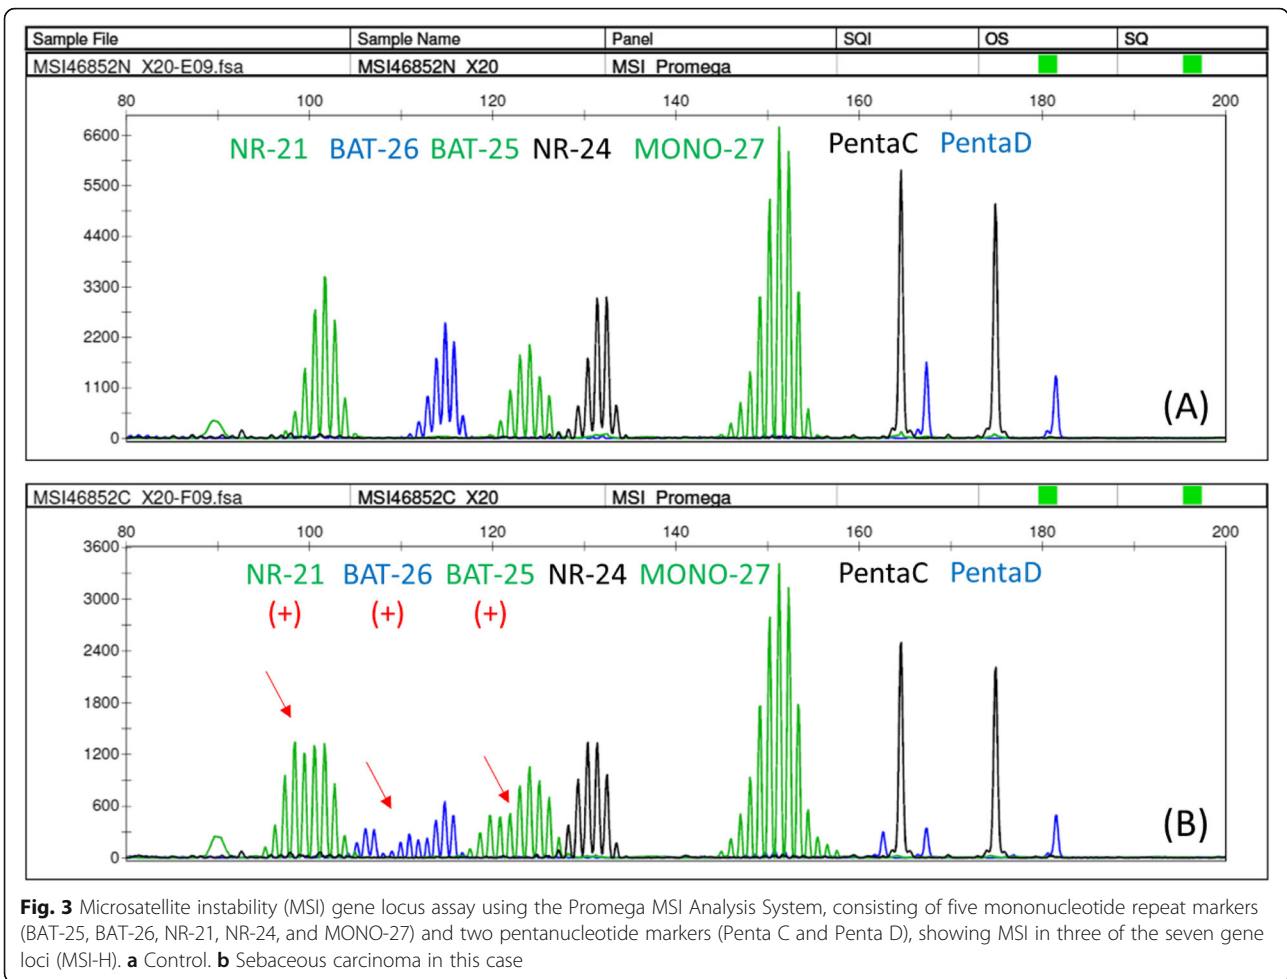 Sample File Sample Name Panel SQI OS SQ
MSI46852N_X20-E09.fsa MSI46852N_X20 MSI_Promega
80 100 120 140 160 180 200
NR-21 BAT-26 BAT-25 NR-24 MONO-27 PentaC PentaD
6600
5500
4400
3300
2200
1100
0
(A)
MSI46852C_X20-F09.fsa MSI46852C_X20 MSI_Promega
80 100 120 140 160 180 200
NR-21 BAT-26 BAT-25 NR-24 MONO-27 PentaC PentaD
(+) (+) (+)
3600
3000
2400
1800
1200
600
0
(B)
Fig. 3 Microsatellite instability (MSI) gene locus assay using the Promega MSI Analysis System, consisting of five mononucleotide repeat markers
(BAT-25, BAT-26, NR-21, NR-24, and MONO-27) and two pentanucleotide markers (Penta C and Penta D), showing MSI in three of the seven gene
loci (MSI-H). a Control. b Sebaceous carcinoma in this case